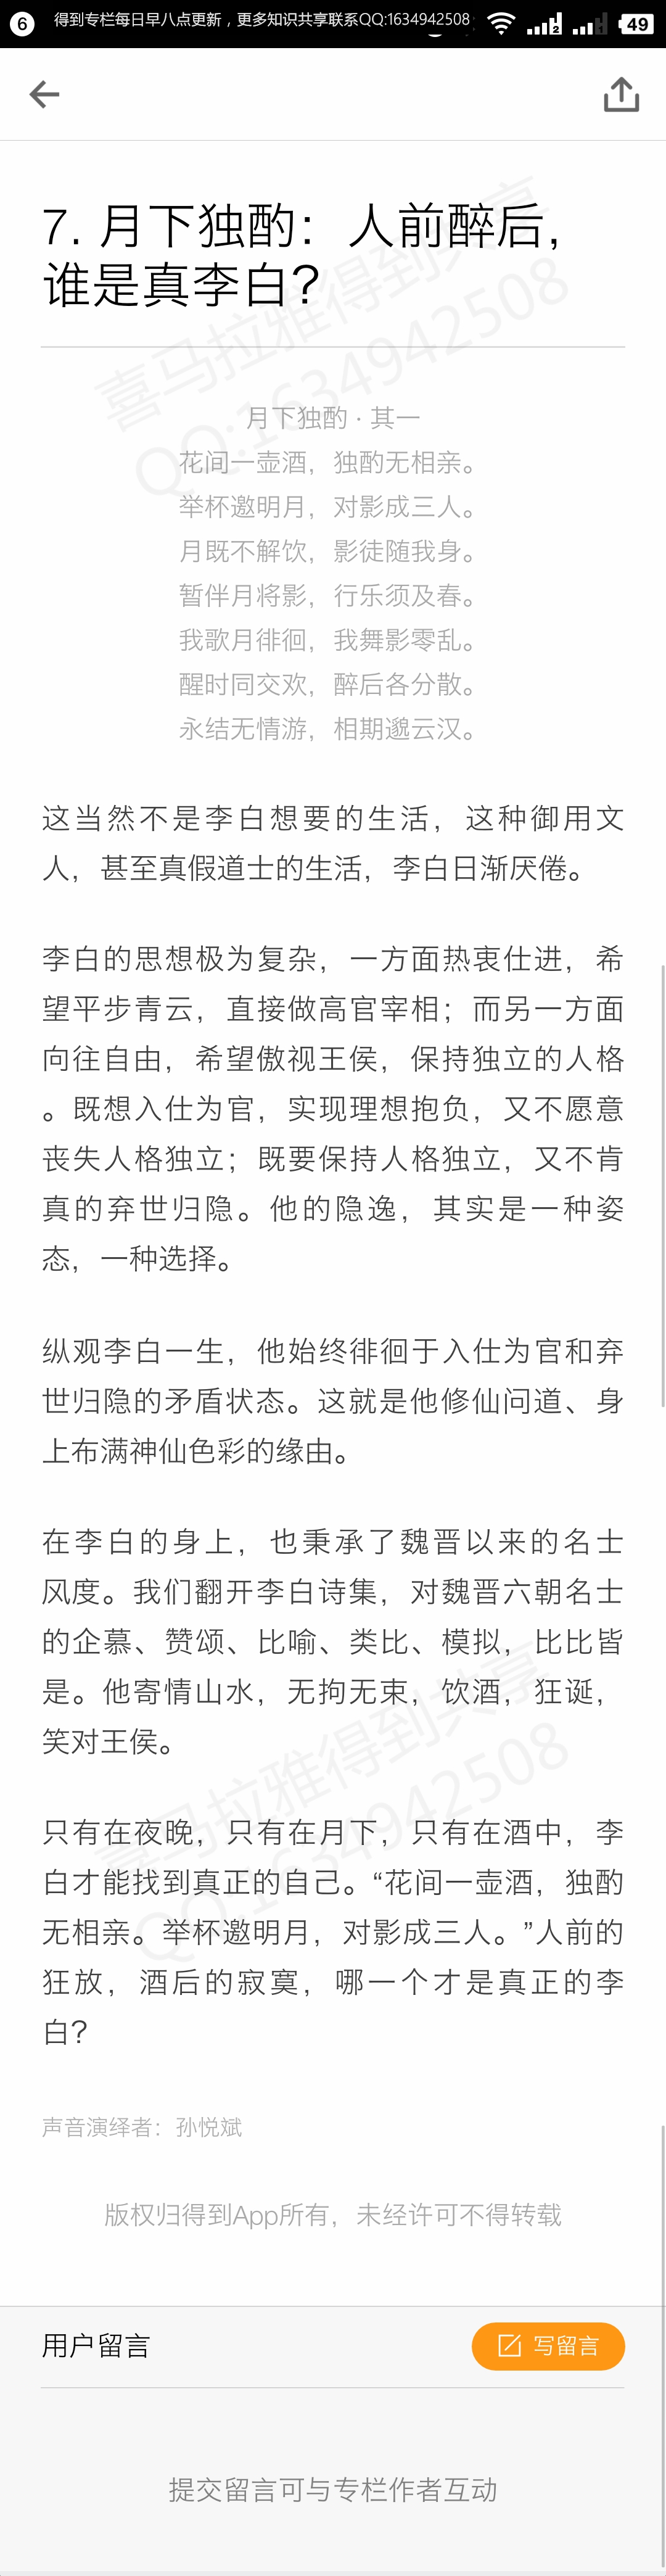 6 得到专栏每日早八点更新，更多知识共享联系QQ:1634942508 2 49
7. 月下独酌：人前醉后，
谁是真李白？
喜马拉雅得到共享
QQ:1634942508
月下独酌 · 其一
花间一壶酒，独酌无相亲。
举杯邀明月，对影成三人。
月既不解饮，影徒随我身。
暂伴月将影，行乐须及春。
我歌月徘徊，我舞影零乱。
醒时同交欢，醉后各分散。
永结无情游，相期邈云汉。
这当然不是李白想要的生活，这种御用文
人，甚至真假道士的生活，李白日渐厌倦。
李白的思想极为复杂，一方面热衷仕进，希
望平步青云，直接做高官宰相；而另一方面
向往自由，希望傲视王侯，保持独立的人格
。既想入仕为官，实现理想抱负，又不愿意
丧失人格独立；既要保持人格独立，又不肯
真的弃世归隐。他的隐逸，其实是一种姿
态，一种选择。
纵观李白一生，他始终徘徊于入仕为官和弃
世归隐的矛盾状态。这就是他修仙问道、身
上布满神仙色彩的缘由。
在李白的身上，也秉承了魏晋以来的名士
风度。我们翻开李白诗集，对魏晋六朝名士
的企慕、赞颂、比喻、类比、模拟，比比皆
是。他寄情山水，无拘无束，饮酒，狂诞，
笑对王侯。
喜马拉雅得到共享
QQ:1634942508
只有在夜晚，只有在月下，只有在酒中，李
白才能找到真正的自己。“花间一壶酒，独酌
无相亲。举杯邀明月，对影成三人。”人前的
狂放，酒后的寂寞，哪一个才是真正的李
白？
声音演绎者：孙悦斌
版权归得到App所有，未经许可不得转载
用户留言
写留言
提交留言可与专栏作者互动